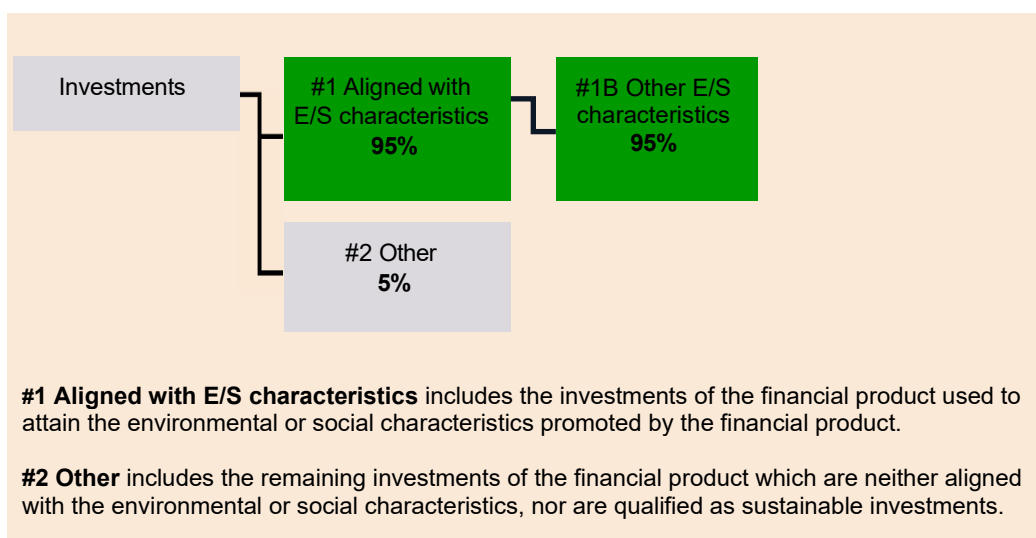 Investments
#1 Aligned with
E/S characteristics
95%
#1B Other E/S
characteristics
95%
#2 Other
5%
#1 Aligned with E/S characteristics includes the investments of the financial product used to
attain the environmental or social characteristics promoted by the financial product.
#2 Other includes the remaining investments of the financial product which are neither aligned
with the environmental or social characteristics, nor are qualified as sustainable investments.